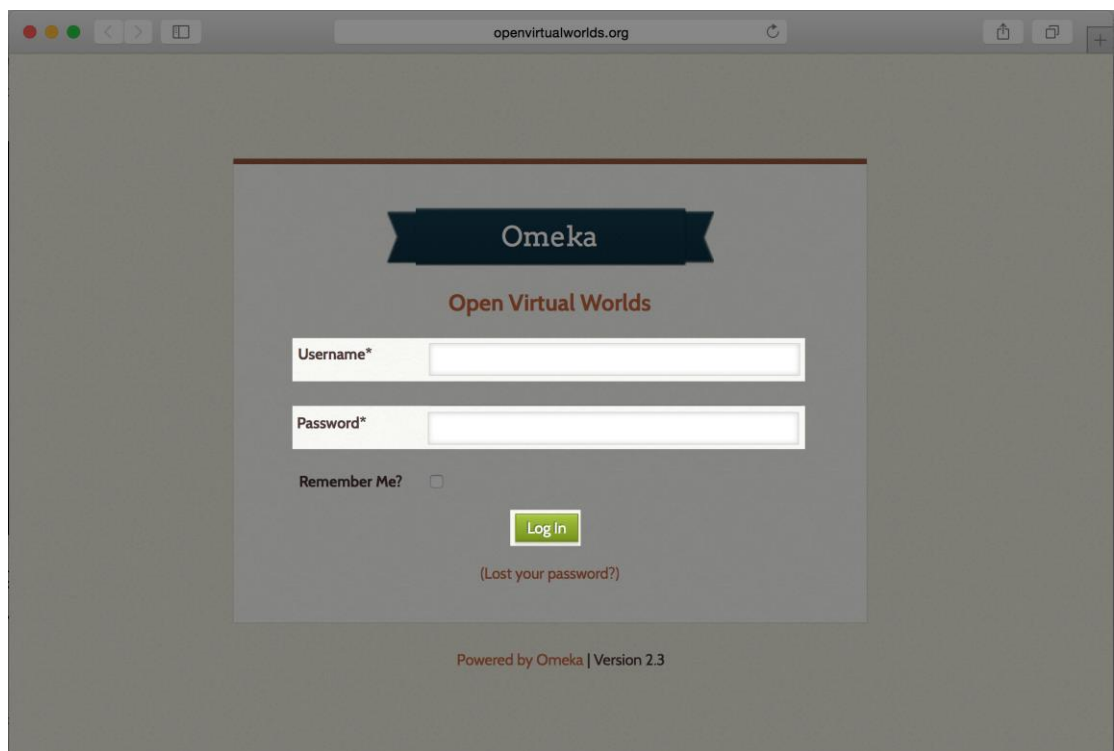 openvirtualworlds.org
Omeka
Open Virtual Worlds
Username*
Password*
Remember Me?
Log In
(Lost your password?)
Powered by Omeka | Version 2.3